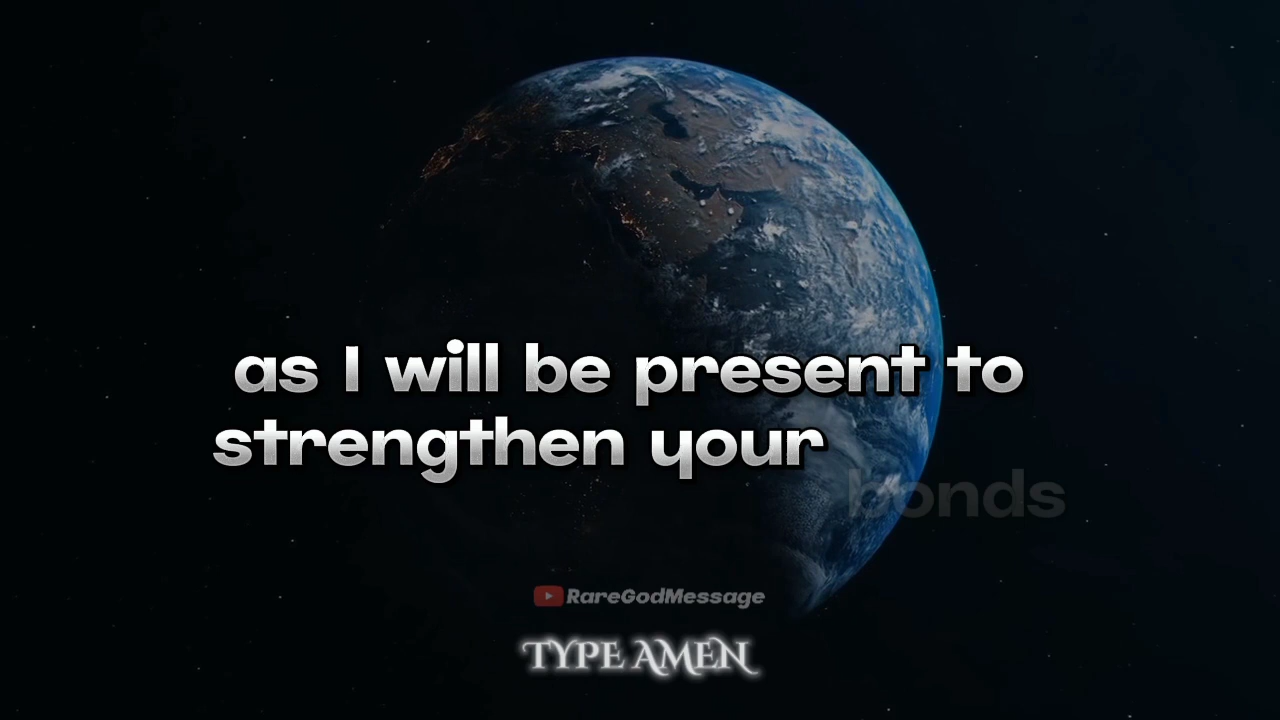 as I will be present to
strengthen your bonds
RareGodMessage
TYPE AMEN